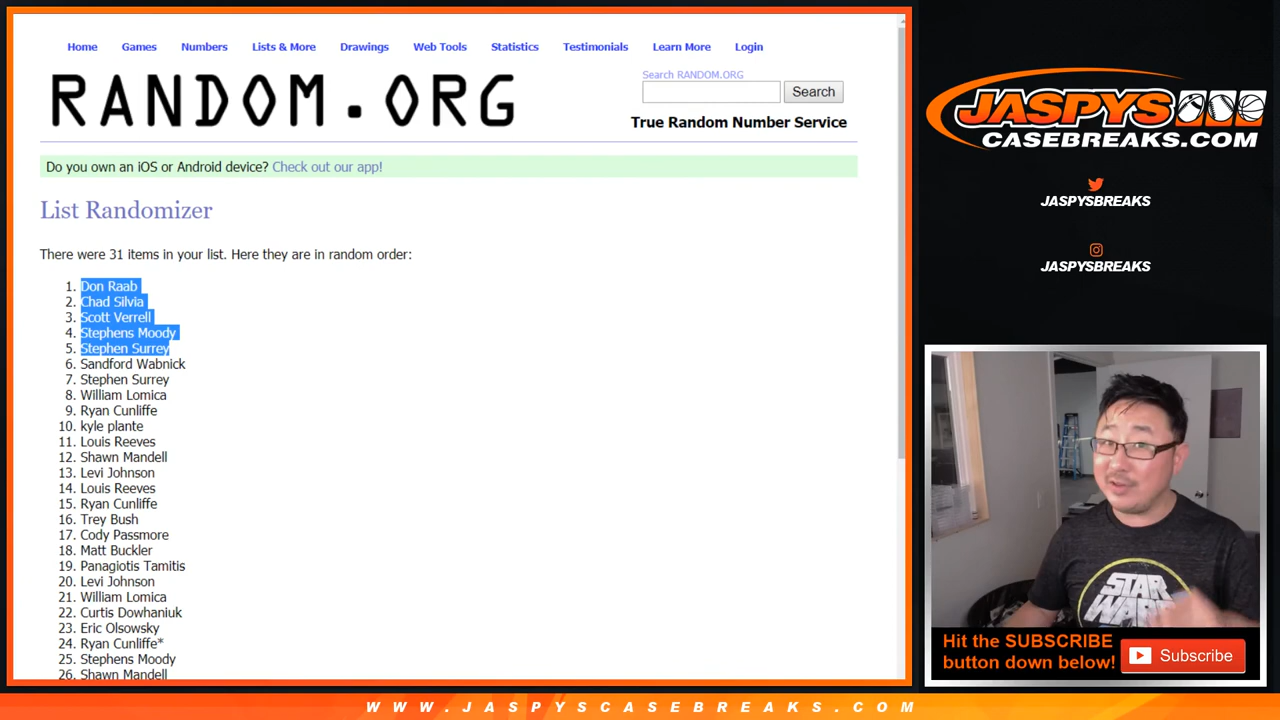 Home Games Numbers Lists & More Drawings Web Tools Statistics Testimonials Learn More Login
RANDOM.ORG
Search RANDOM.ORG
Search
True Random Number Service
Do you own an iOS or Android device? Check out our app!
List Randomizer
There were 31 items in your list. Here they are in random order:
1. Don Raab
2. Chad Silvia
3. Scott Verrell
4. Stephens Moody
5. Stephen Surrey
6. Sandford Wabnick
7. Stephen Surrey
8. William Lomica
9. Ryan Cunliffe
10. kyle plante
11. Louis Reeves
12. Shawn Mandell
13. Levi Johnson
14. Louis Reeves
15. Ryan Cunliffe
16. Trey Bush
17. Cody Passmore
18. Matt Buckler
19. Panagiotis Tamitis
20. Levi Johnson
21. William Lomica
22. Curtis Dowhaniuk
23. Eric Olsowsky
24. Ryan Cunliffe*
25. Stephens Moody
26. Shawn Mandell
JASPYS
CASEBREAKS.COM
JASPYSBREAKS
JASPYSBREAKS
STAR
WARS
Hit the SUBSCRIBE
button down below!
Subscribe
WWW.JASPYSCASEBREAKS.COM